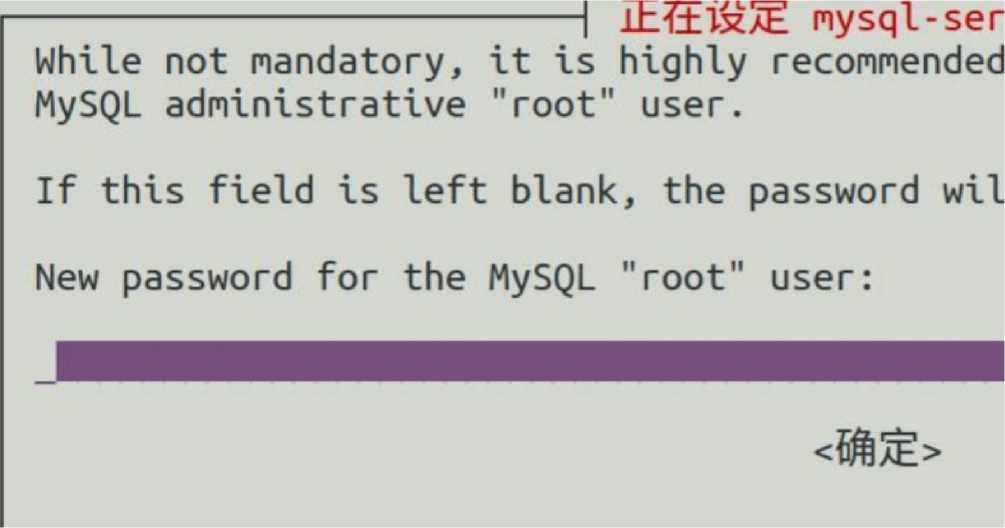 正在设定 mysql-ser
While not mandatory, it is highly recommended
MySQL administrative "root" user.
If this field is left blank, the password wil
New password for the MySQL "root" user:
<确定>